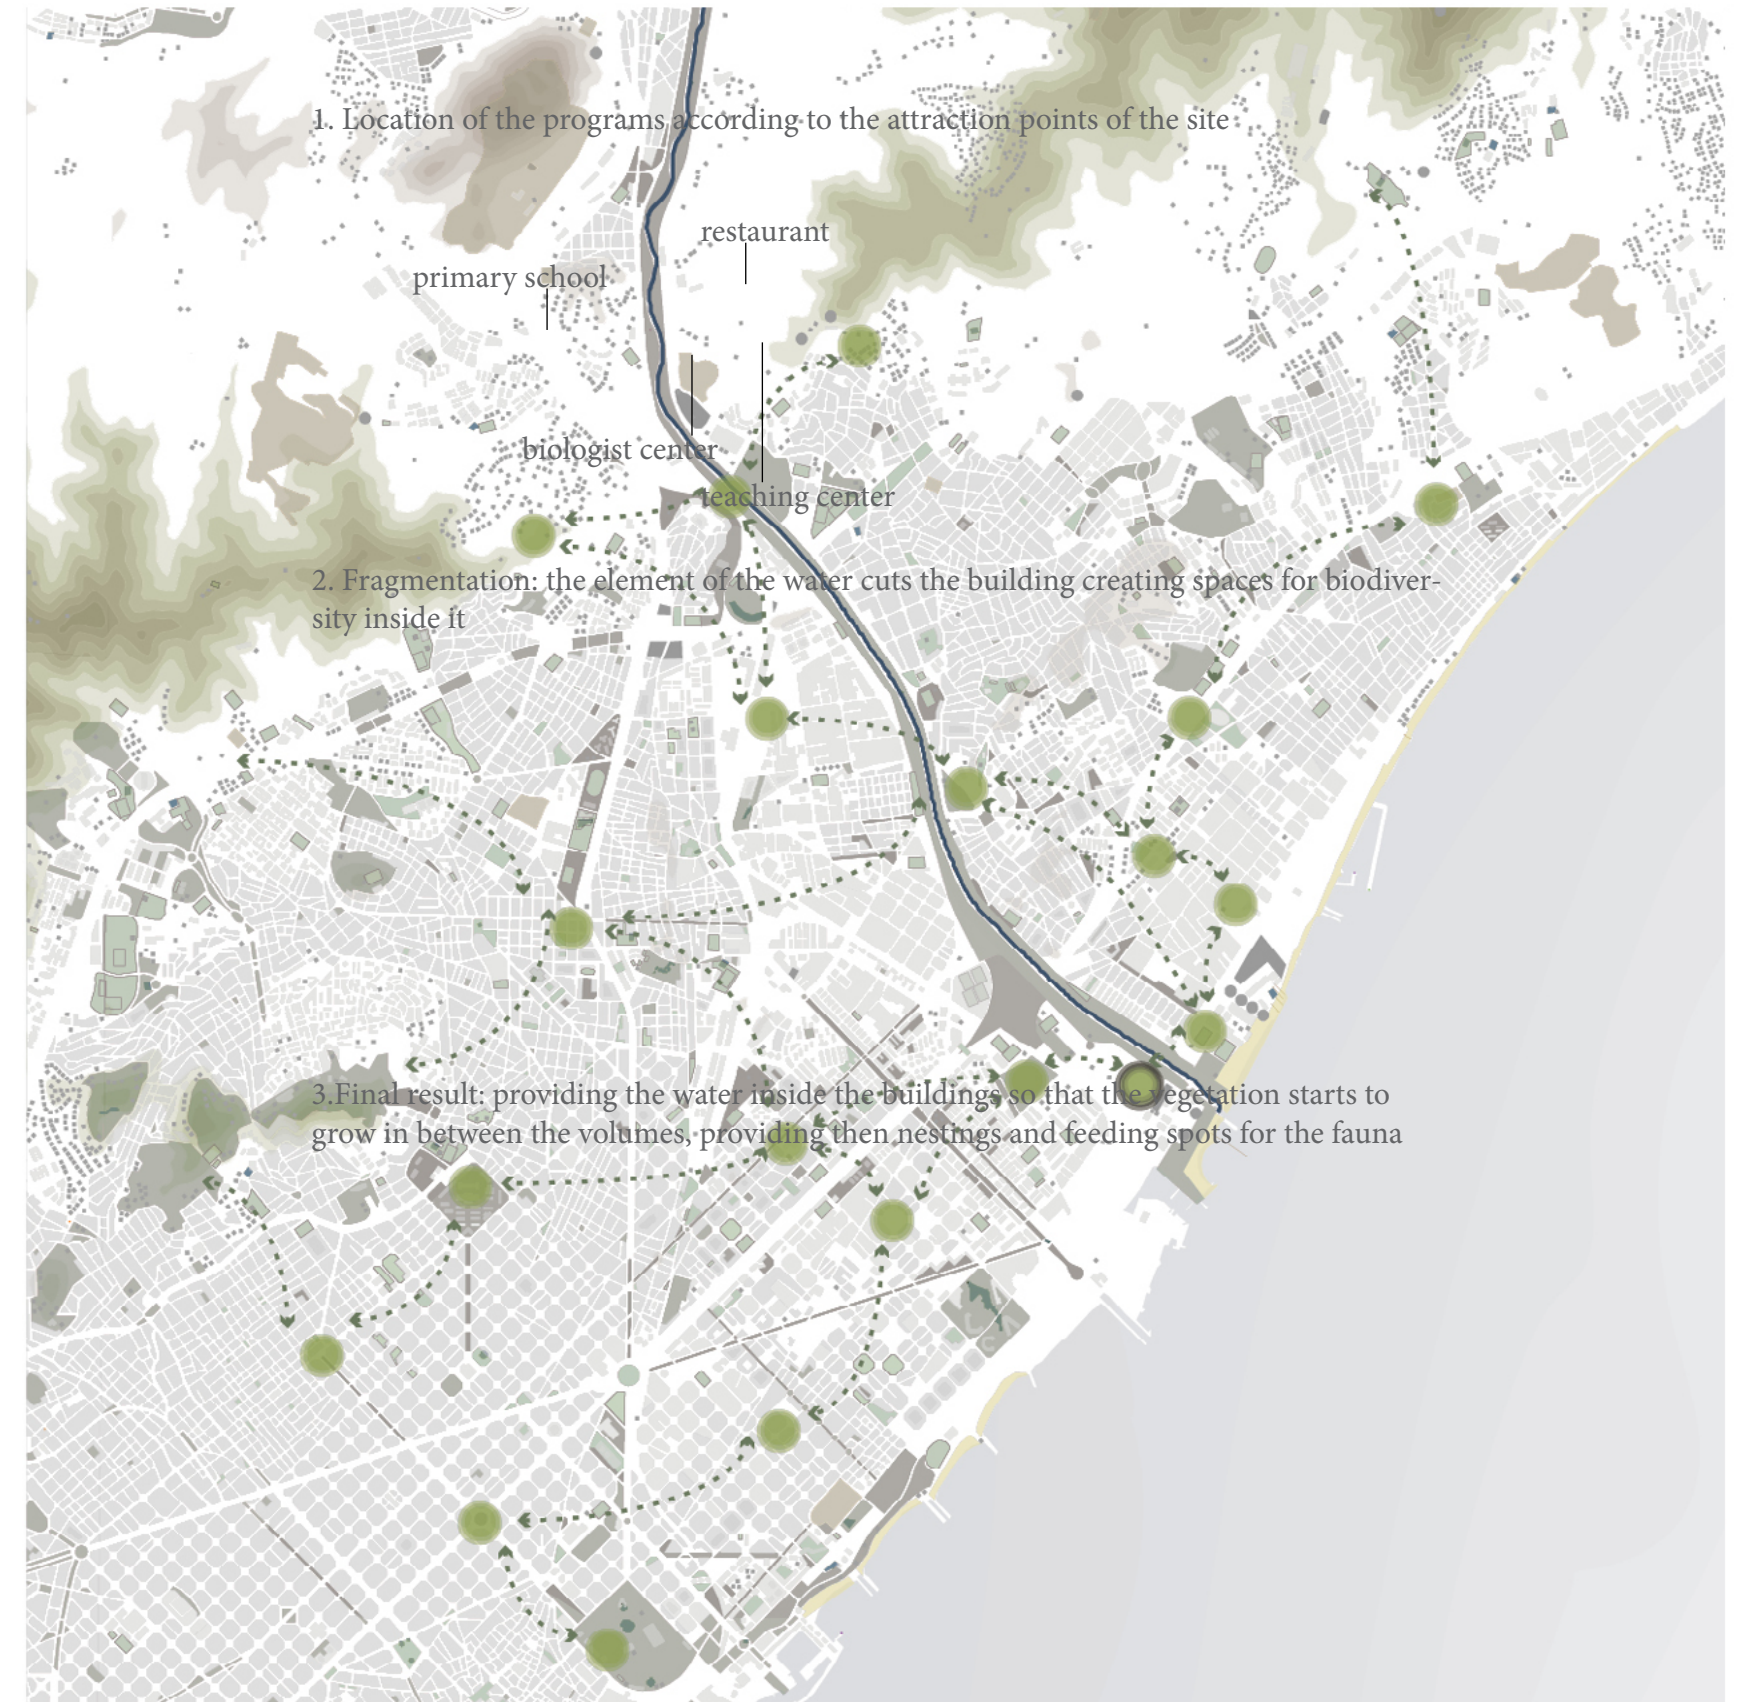 1. Location of the programs according to the attraction points of the site
restaurant
primary school
biologist center
teaching center
2. Fragmentation: the element of the water cuts the building creating spaces for biodiver-
sity inside it
3.Final result: providing the water inside the buildings so that the vegetation starts to
grow in between the volumes, providing then nestings and feeding spots for the fauna